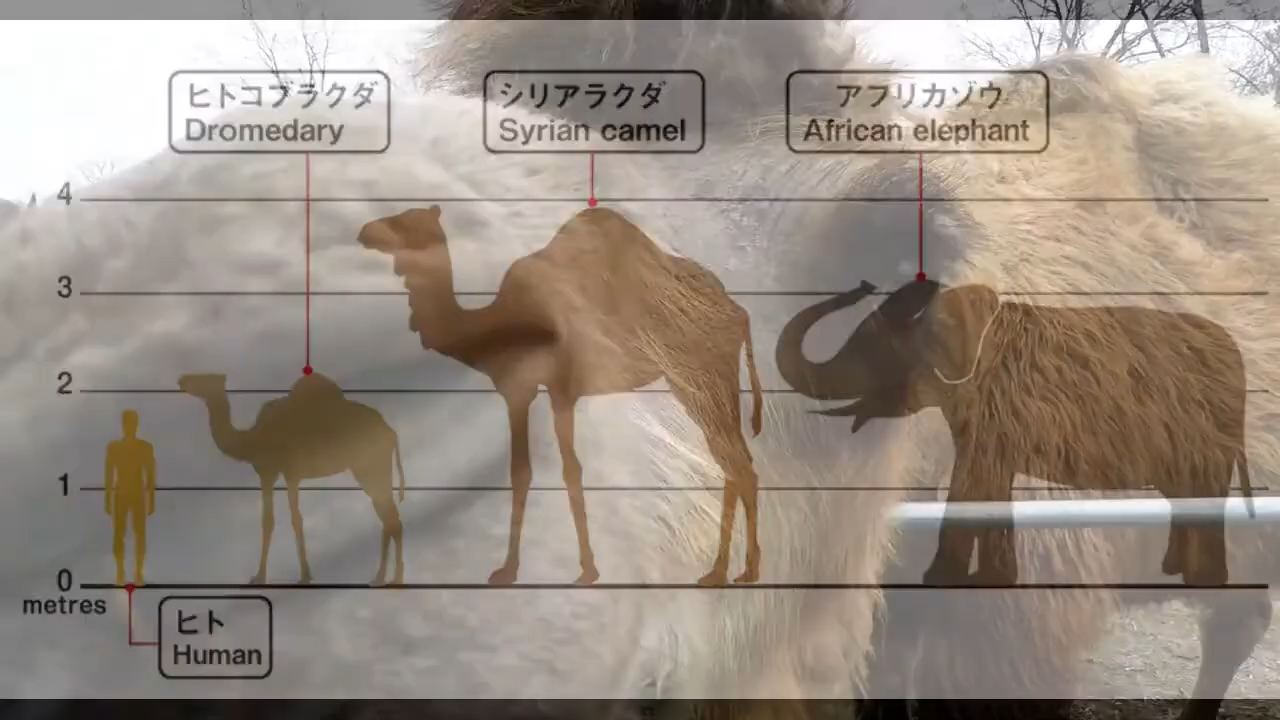 ヒトコブラクダ
Dromedary
シリアラクダ
Syrian camel
アフリカゾウ
African elephant
4
3
2
1
0
metres
ヒト
Human